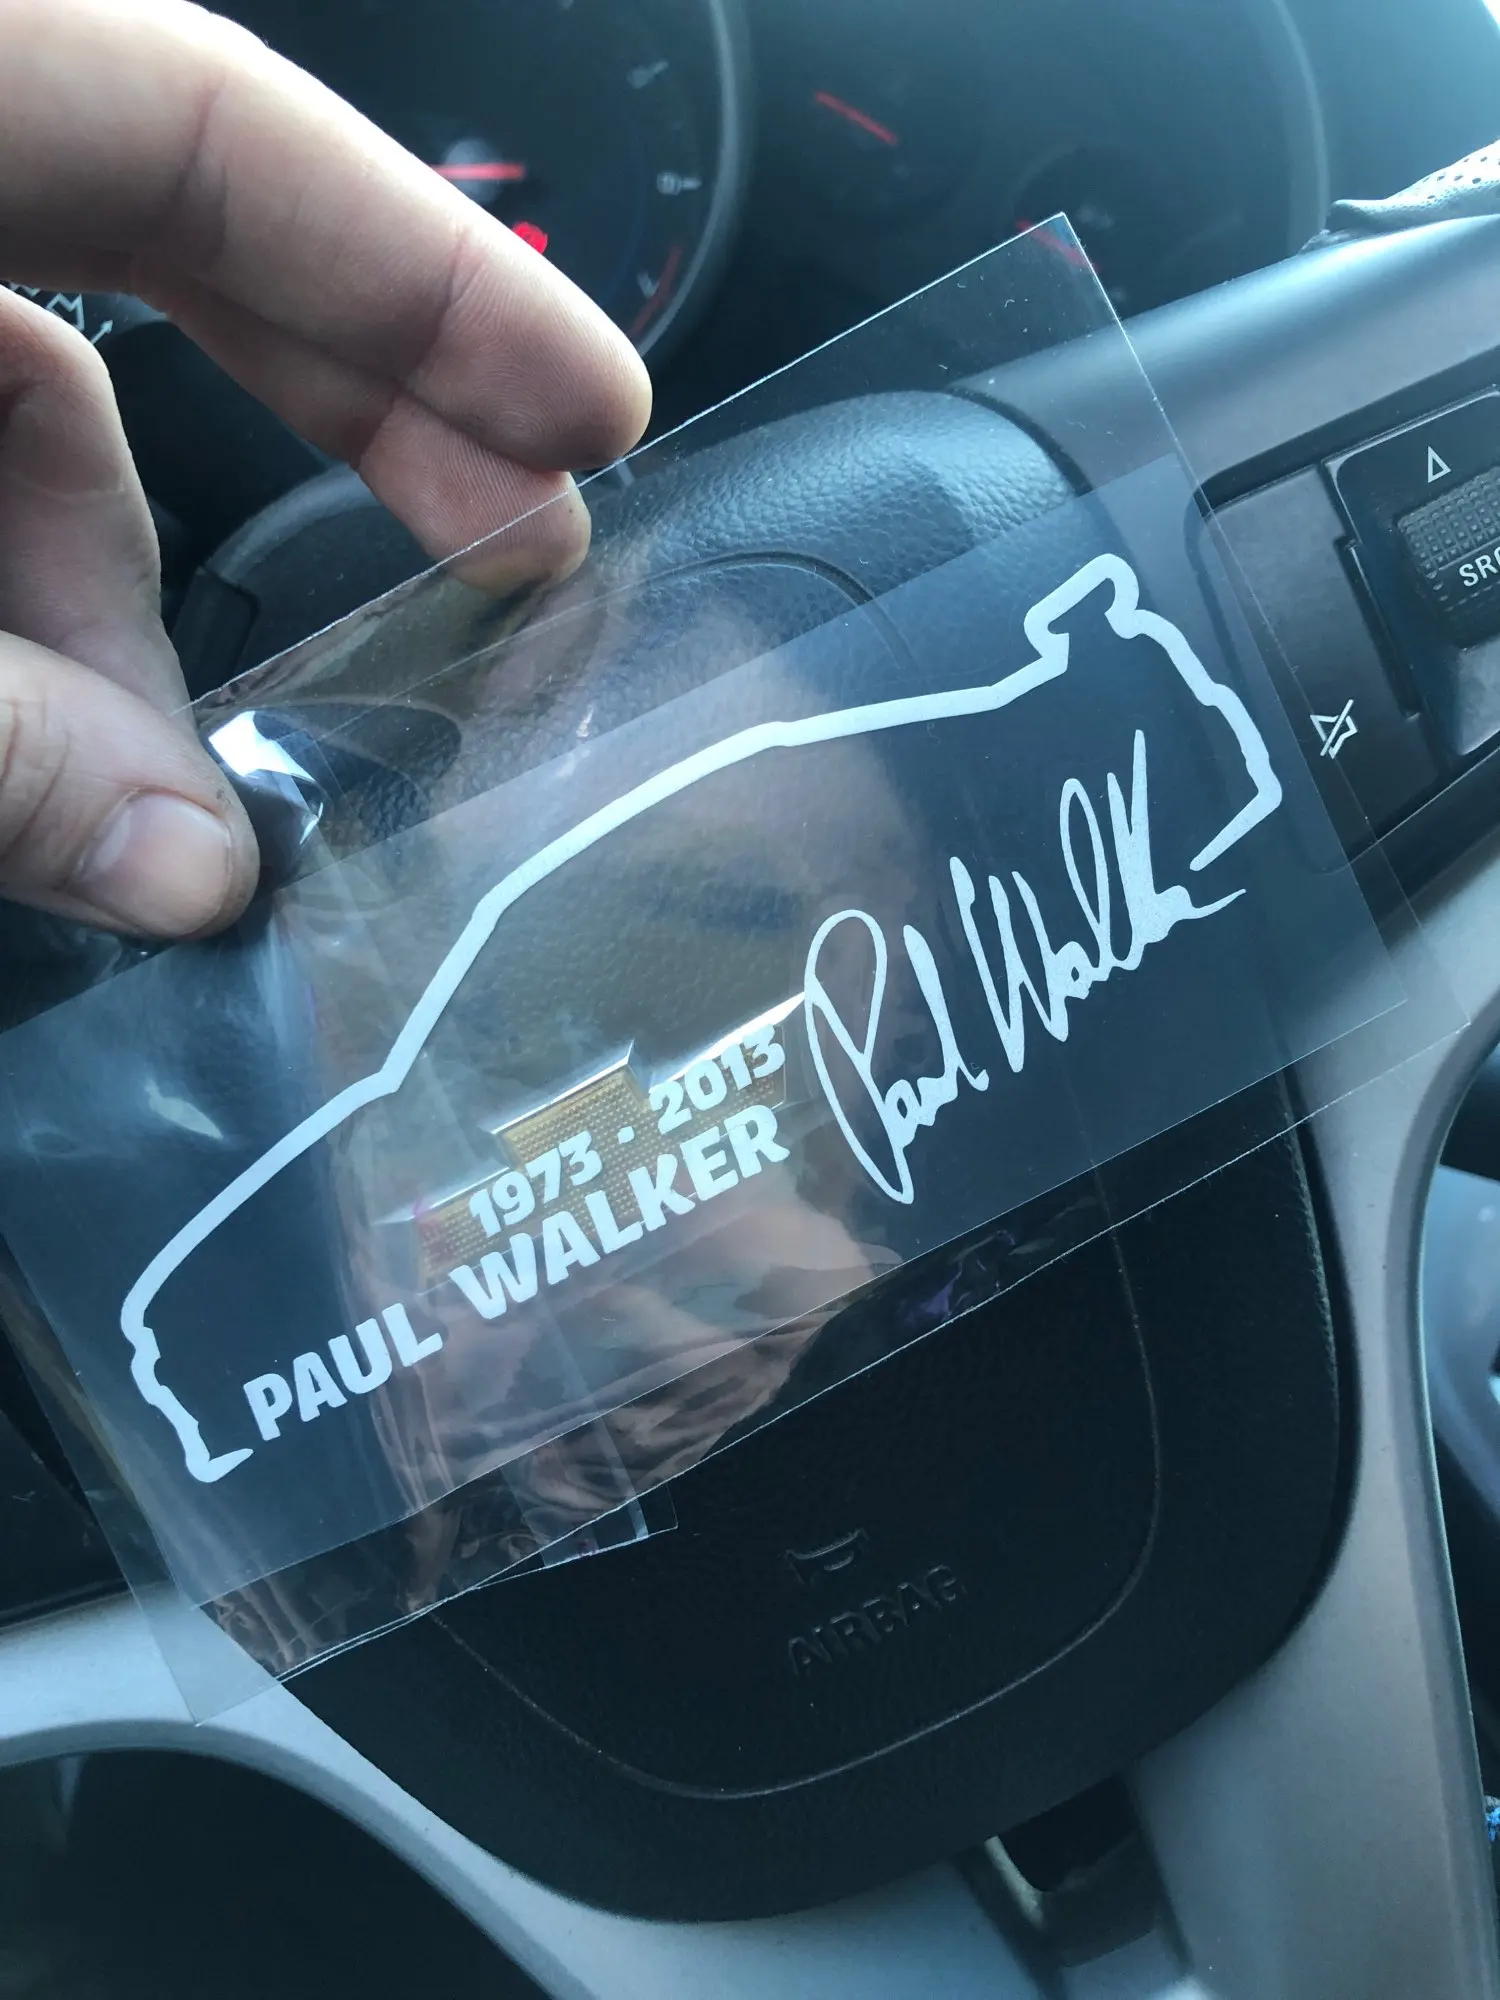 1973 . 2013
PAUL WALKER
Paul Walker
SRC
AIRBAG